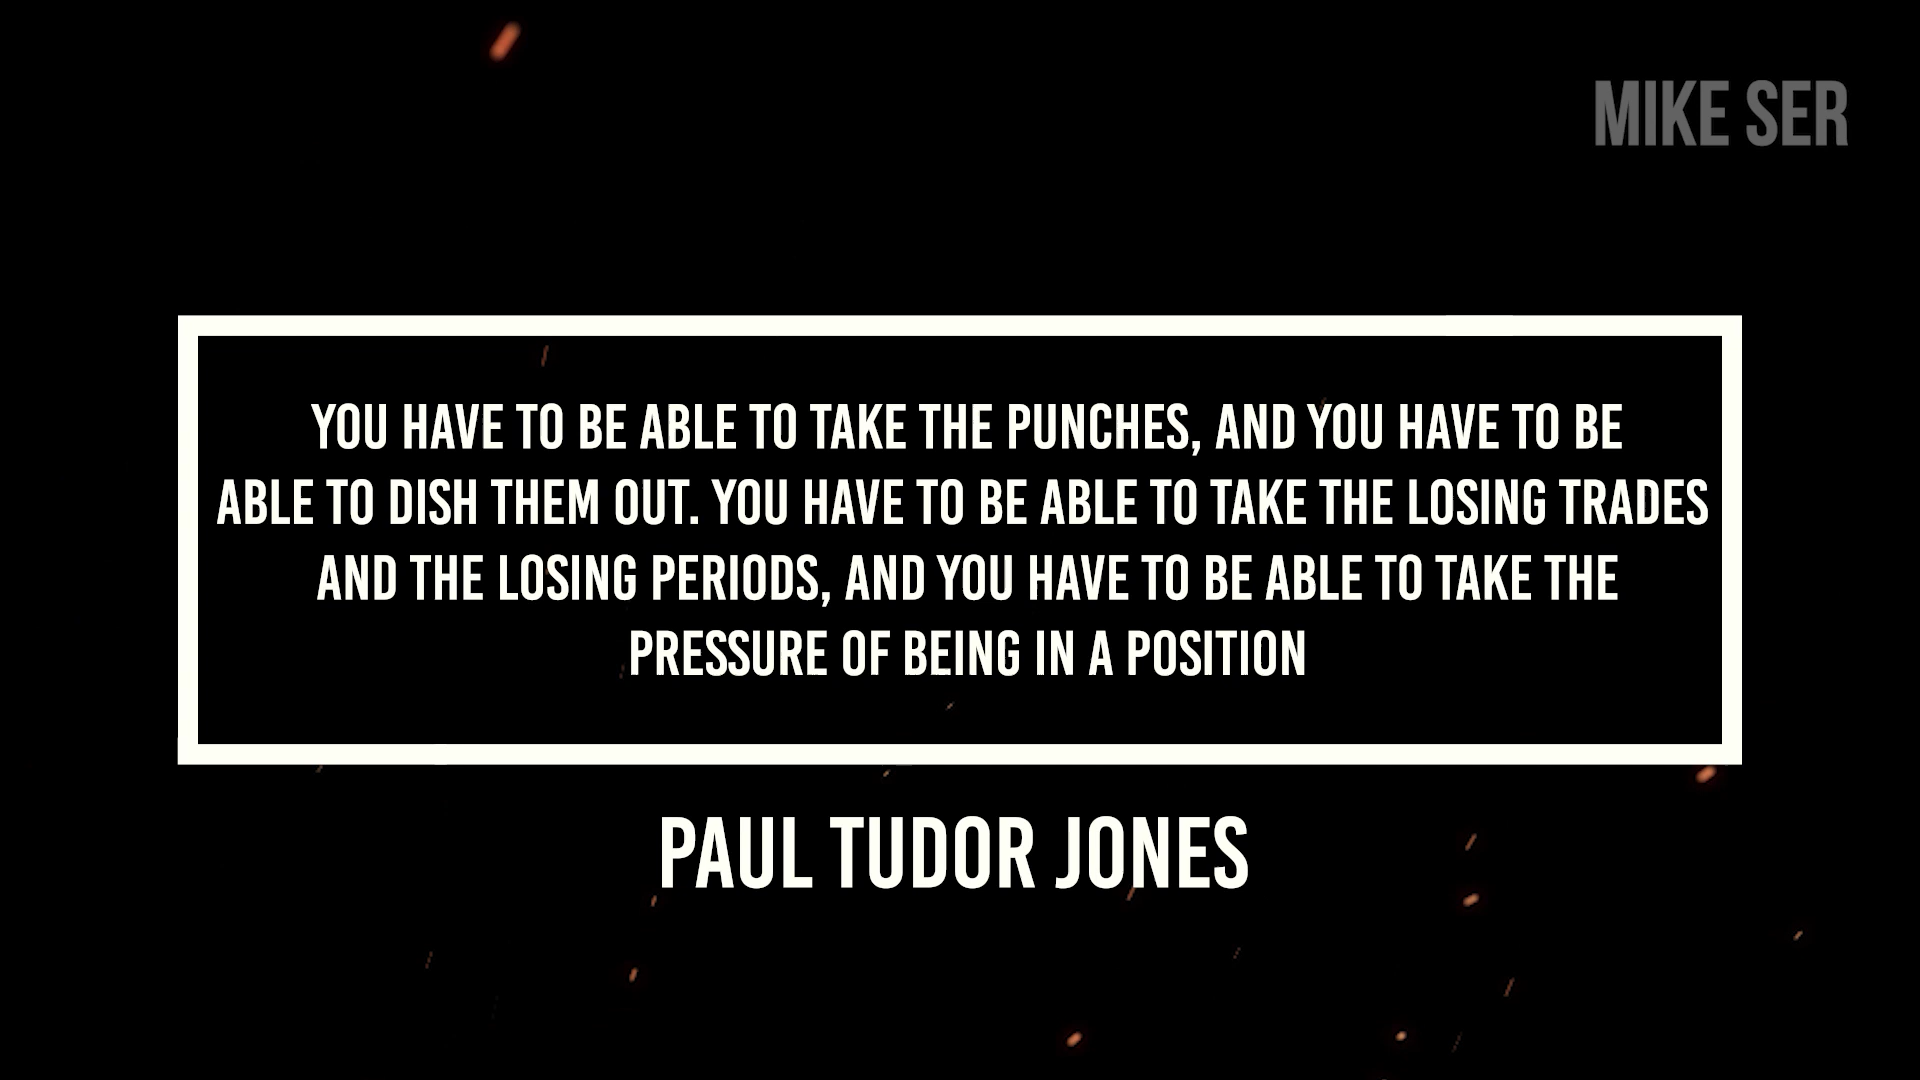 MIKE SER
YOU HAVE TO BE ABLE TO TAKE THE PUNCHES, AND YOU HAVE TO BE
ABLE TO DISH THEM OUT. YOU HAVE TO BE ABLE TO TAKE THE LOSING TRADES
AND THE LOSING PERIODS, AND YOU HAVE TO BE ABLE TO TAKE THE
PRESSURE OF BEING IN A POSITION
PAUL TUDOR JONES